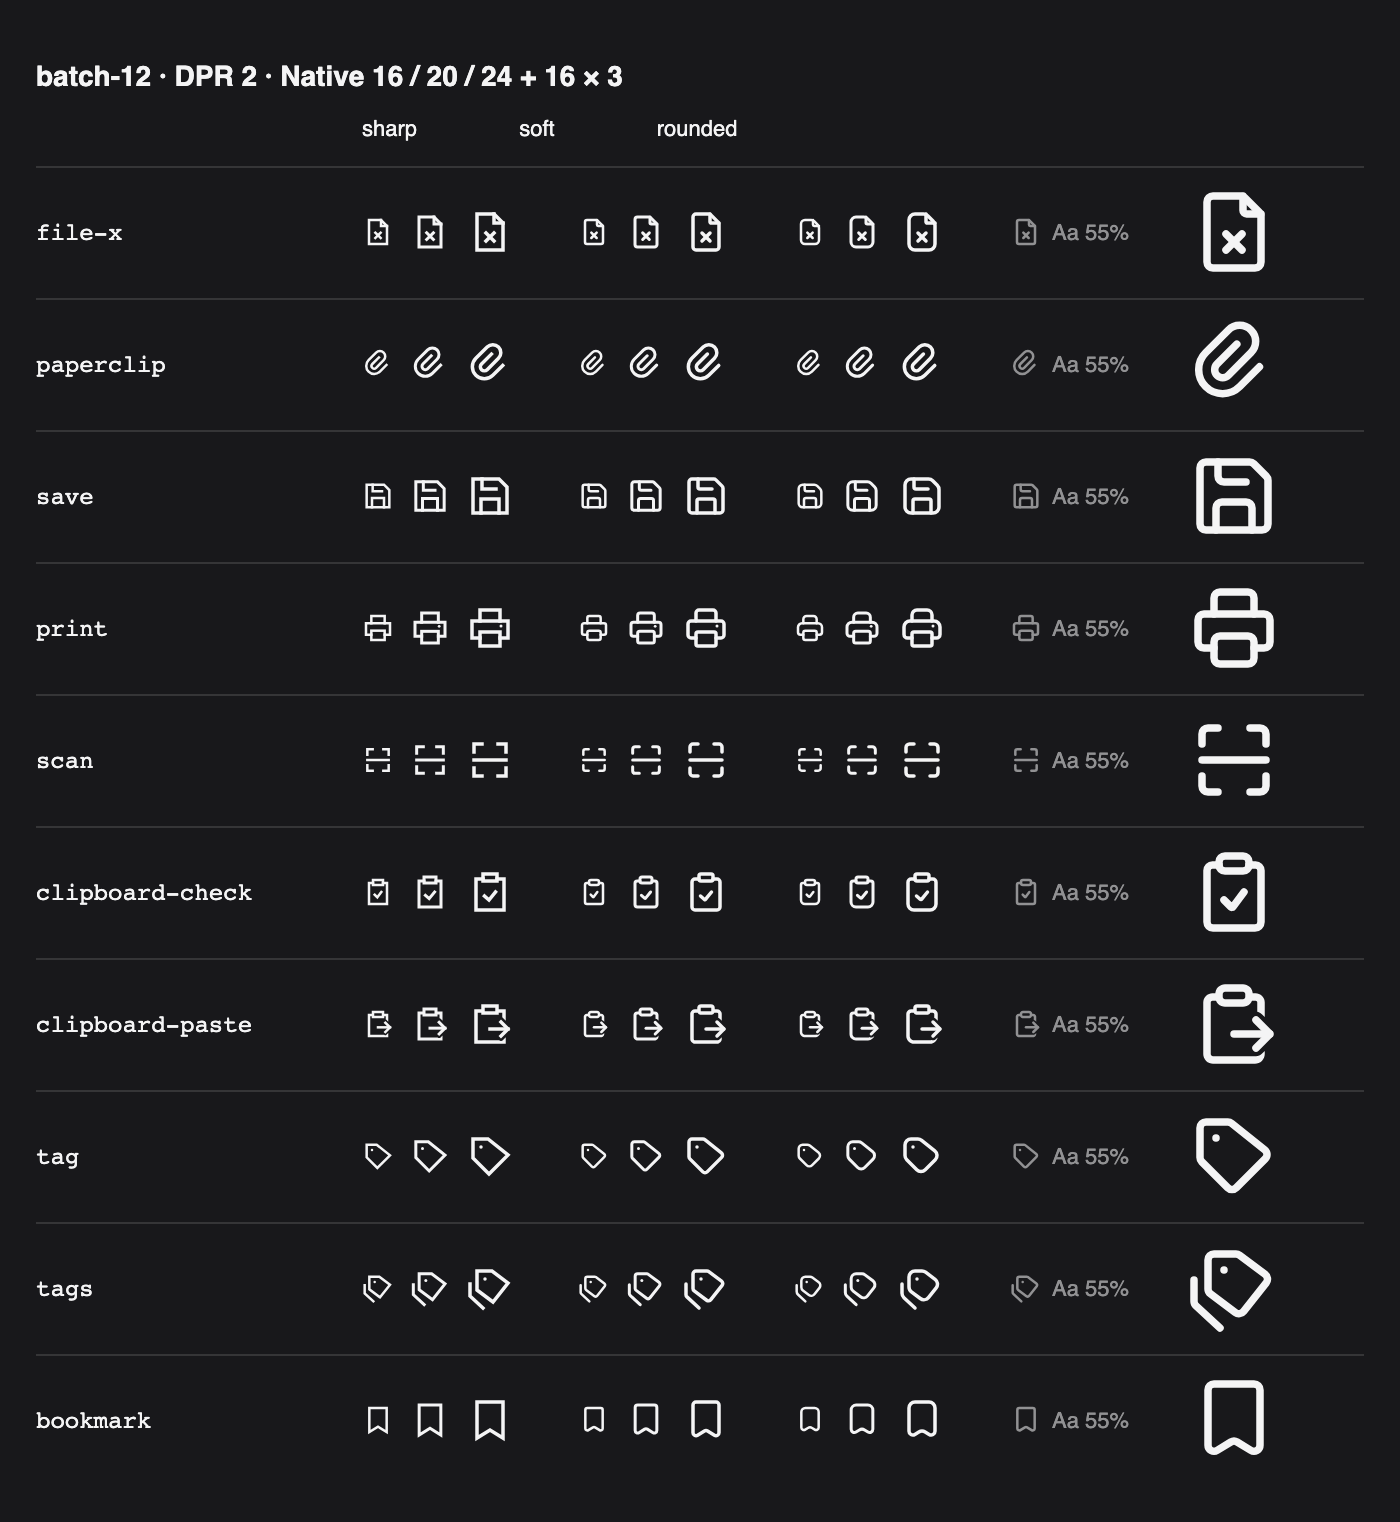 batch-12 · DPR 2 · Native 16 / 20 / 24 + 16 × 3
sharp soft rounded
file-x Aa 55%
paperclip Aa 55%
save Aa 55%
print Aa 55%
scan Aa 55%
clipboard-check Aa 55%
clipboard-paste Aa 55%
tag Aa 55%
tags Aa 55%
bookmark Aa 55%